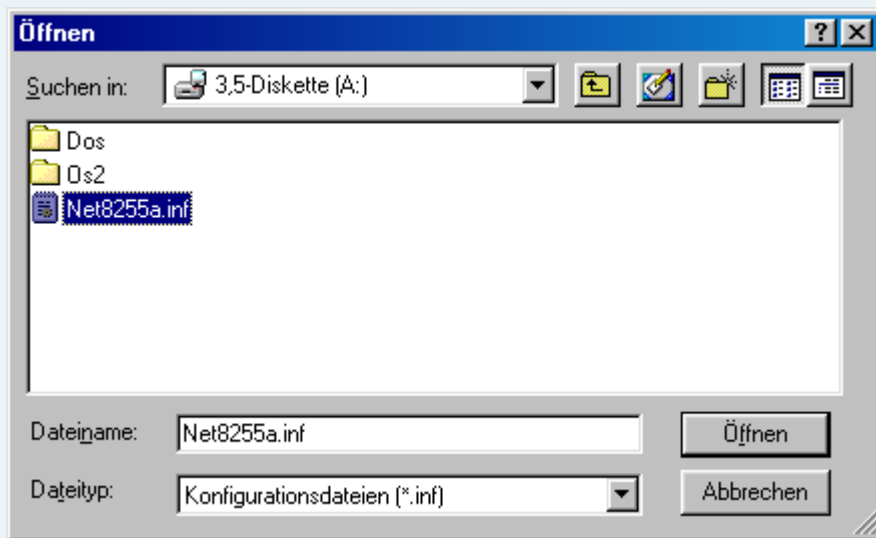 Öffnen
Suchen in: 3,5-Diskette (A:)
Dos
Os2
Net8255a.inf
Dateiname: Net8255a.inf Öffnen
Dateityp: Konfigurationsdateien (*.inf) Abbrechen